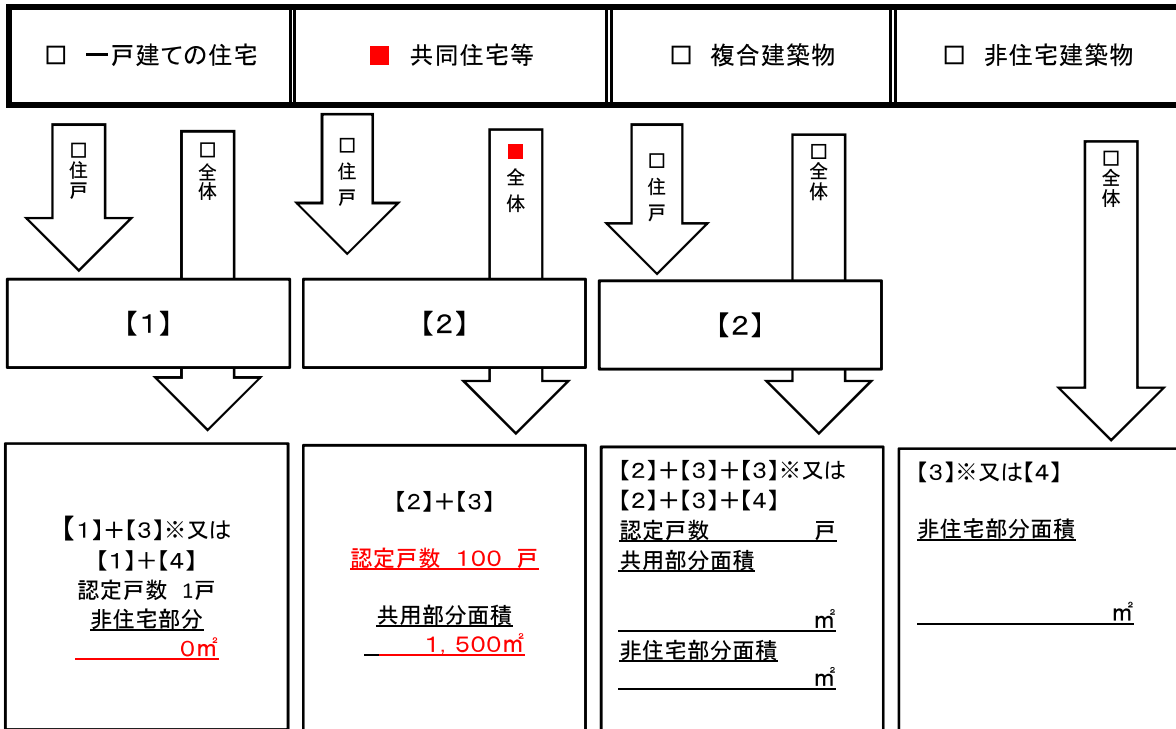 □ 一戸建ての住宅
■ 共同住宅等
□ 複合建築物
□ 非住宅建築物
□住戸
□全体
□住戸
■全体
□住戸
□全体
□全体
【1】
【2】
【2】
【1】+【3】※又は
【1】+【4】
認定戸数 1戸
非住宅部分
0㎡
【2】+【3】
認定戸数 100 戸
共用部分面積
1,500㎡
【2】+【3】+【3】※又は
【2】+【3】+【4】
認定戸数 戸
共用部分面積
㎡
非住宅部分面積
㎡
【3】※又は【4】
非住宅部分面積
㎡